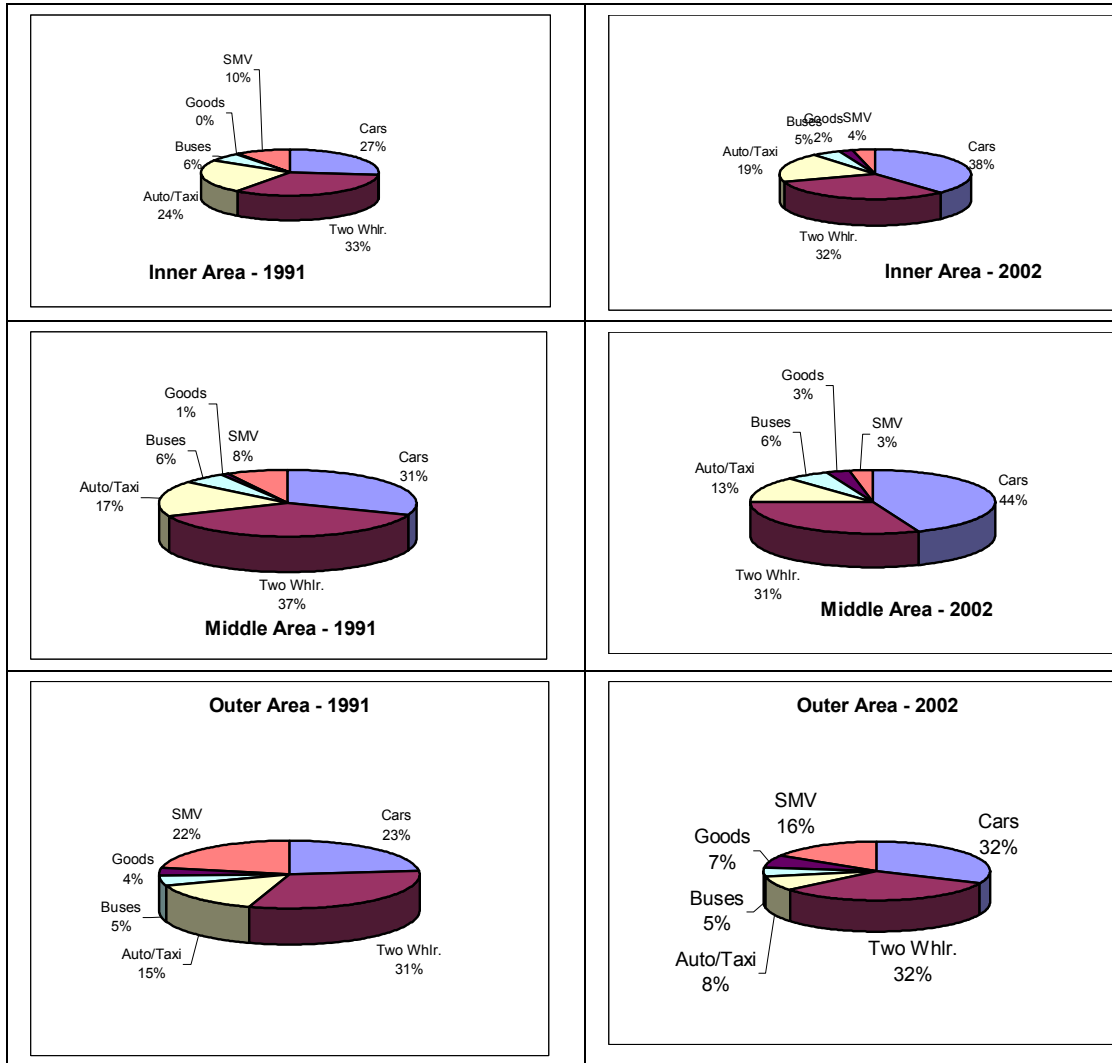 SMV
10%
Goods
0%
Buses
6%
Auto/Taxi
24%
Cars
27%
Two Whlr.
33%
Inner Area - 1991
Buses
5%
Goods
2%
SMV
4%
Auto/Taxi
19%
Cars
38%
Two Whlr.
32%
Inner Area - 2002
Goods
1%
Buses
6%
SMV
8%
Auto/Taxi
17%
Cars
31%
Two Whlr.
37%
Middle Area - 1991
Goods
3%
Buses
6%
SMV
3%
Auto/Taxi
13%
Cars
44%
Two Whlr.
31%
Middle Area - 2002
Outer Area - 1991
SMV
22%
Cars
23%
Goods
4%
Buses
5%
Auto/Taxi
15%
Two Whlr.
31%
Outer Area - 2002
SMV
16%
Cars
32%
Goods
7%
Buses
5%
Auto/Taxi
8%
Two Whlr.
32%